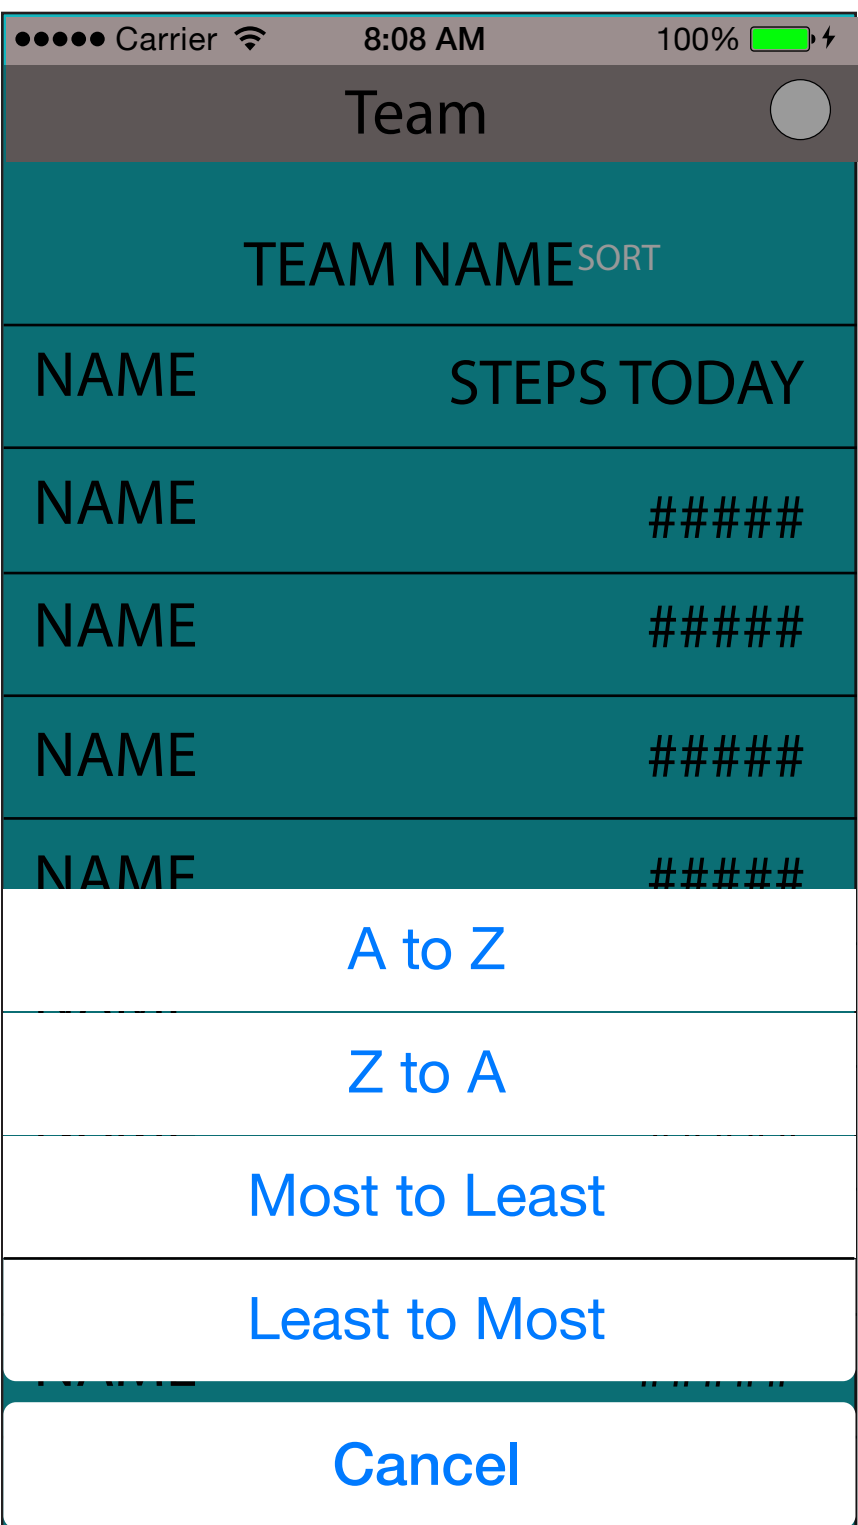 Carrier 8:08 AM 100%
Team
TEAM NAME SORT
NAME STEPS TODAY
NAME #####
NAME #####
NAME #####
NAME #####
A to Z
Z to A
Most to Least
Least to Most
Cancel